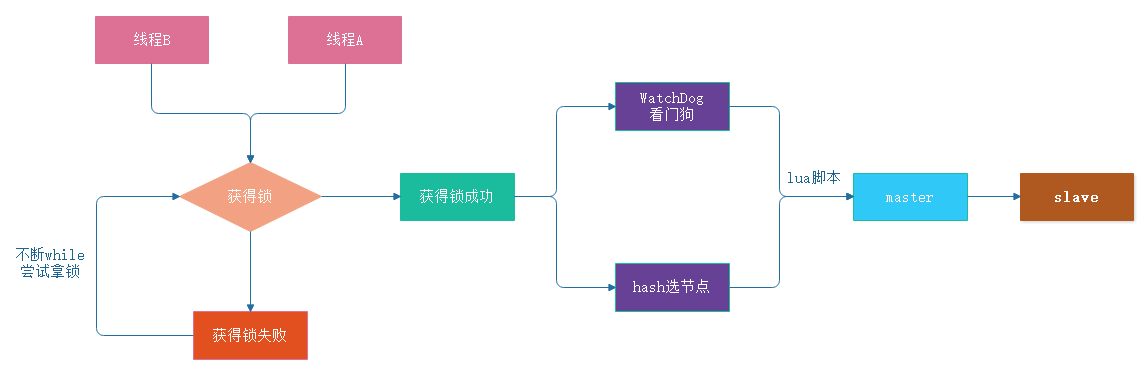 线程B
线程A
WatchDog
看门狗
获得锁
获得锁成功
lua脚本
master
slave
不断while
尝试拿锁
hash选节点
获得锁失败